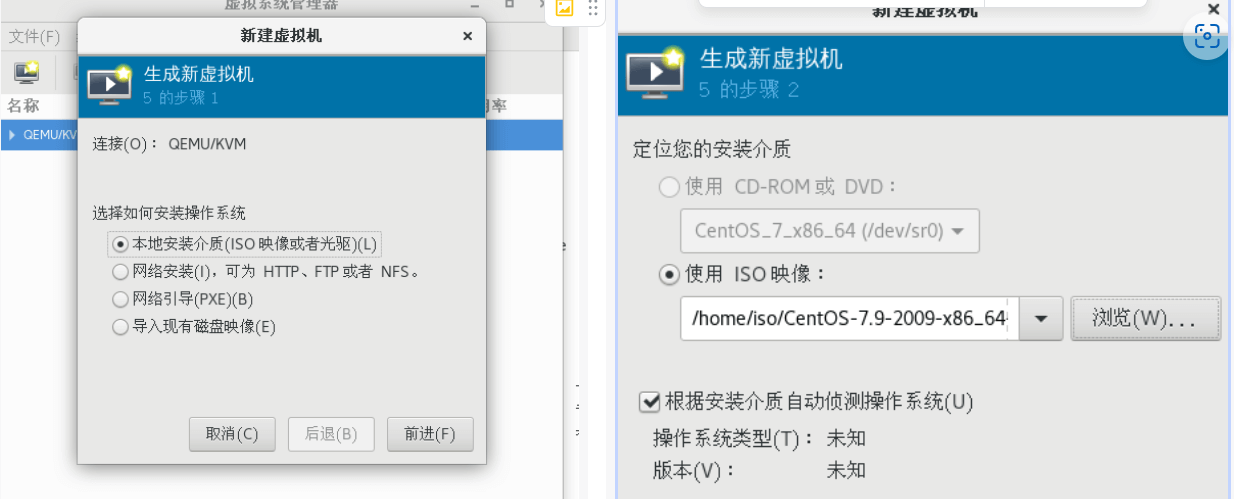 虚拟系统管理器
文件(F)
名称
QEMU/KV
率
新建虚拟机
生成新虚拟机
5 的步骤 1
连接(O)： QEMU/KVM
选择如何安装操作系统
本地安装介质(ISO 映像或者光驱)(L)
网络安装(I)，可为 HTTP、FTP 或者 NFS。
网络引导(PXE)(B)
导入现有磁盘映像(E)
取消(C)
后退(B)
前进(F)
新建虚拟机
生成新虚拟机
5 的步骤 2
定位您的安装介质
使用 CD-ROM 或 DVD：
CentOS_7_x86_64 (/dev/sr0)
使用 ISO 映像：
/home/iso/CentOS-7.9-2009-x86_64
浏览(W)...
根据安装介质自动侦测操作系统(U)
操作系统类型(T)： 未知
版本(V)： 未知